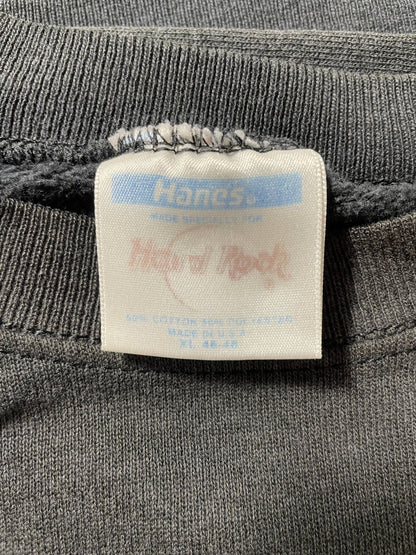 Hanes.
MADE SPECIALLY FOR
Hard Rock
50% COTTON 50% POLYESTER
MADE IN U.S.A
XL 46-48